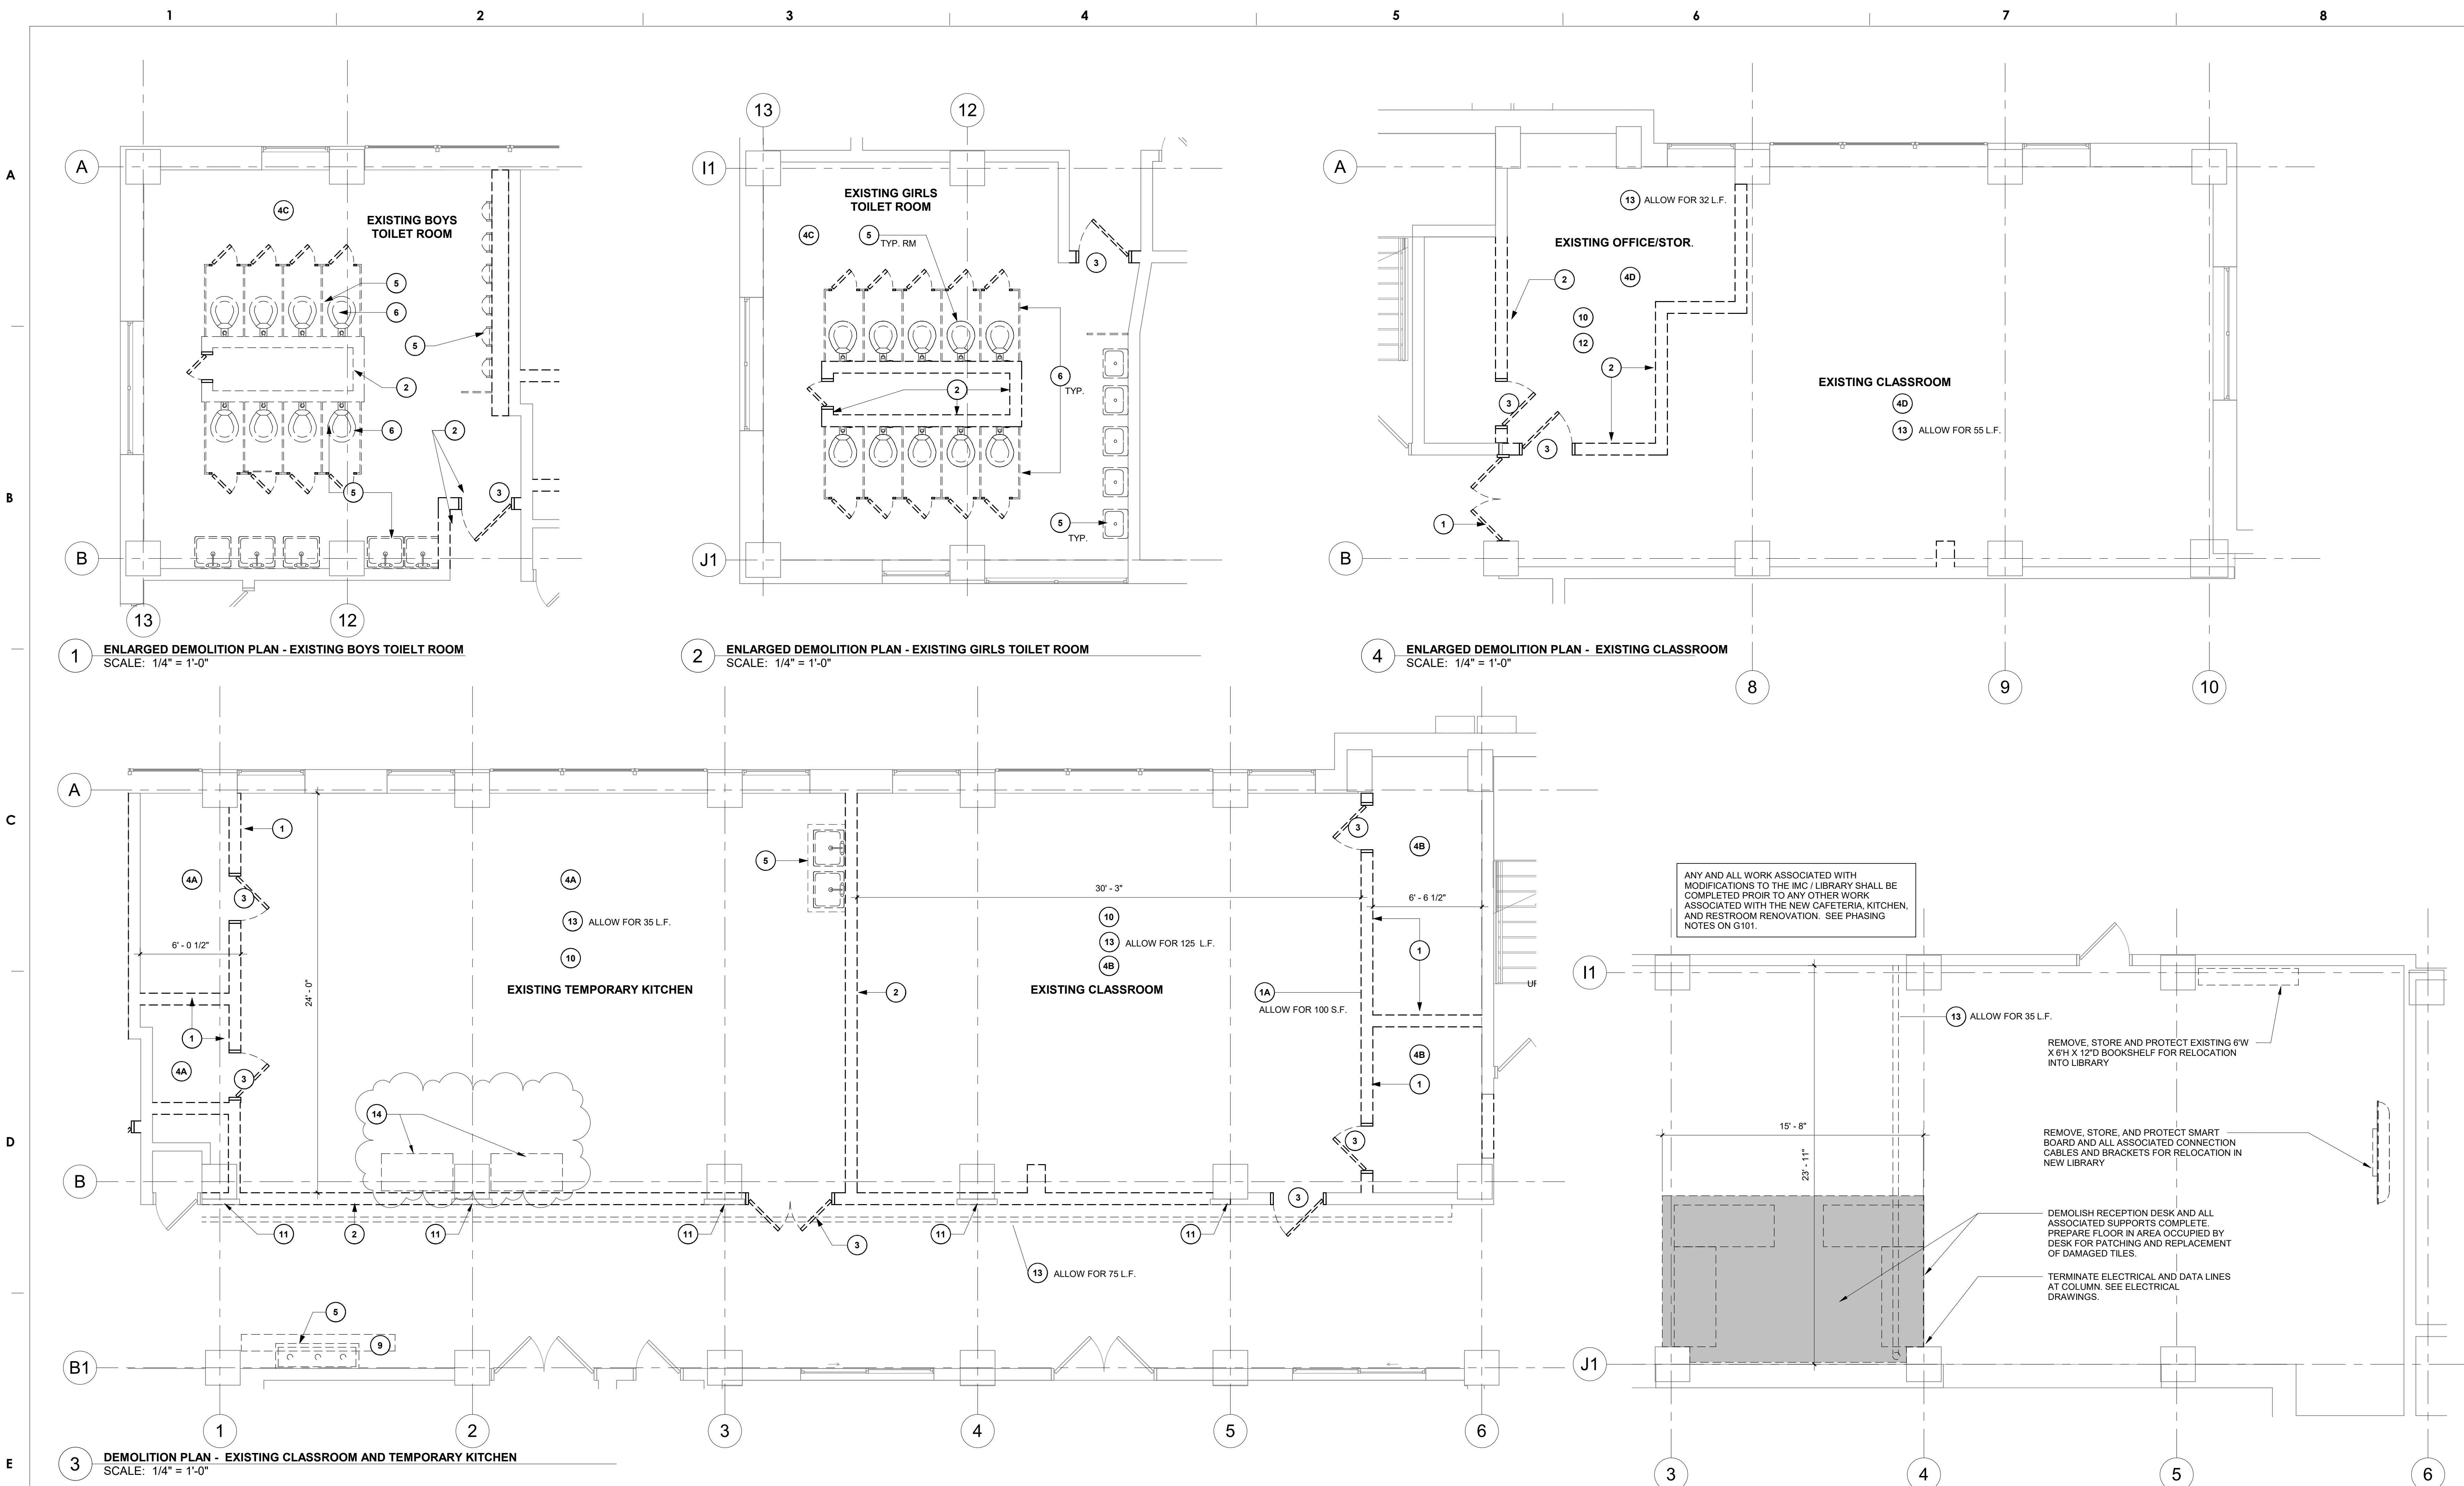 1 2 3 4 5 6 7 8
A
B
C
D
E
A
B
13
12
4C
EXISTING BOYS
TOILET ROOM
5
6
5
2
6
2
5
3
1
ENLARGED DEMOLITION PLAN - EXISTING BOYS TOIELT ROOM
SCALE: 1/4" = 1'-0"
13
12
I1
J1
EXISTING GIRLS
TOILET ROOM
4C
5
TYP. RM
3
6
TYP.
2
5
TYP.
2
ENLARGED DEMOLITION PLAN - EXISTING GIRLS TOILET ROOM
SCALE: 1/4" = 1'-0"
A
B
13 ALLOW FOR 32 L.F.
EXISTING OFFICE/STOR.
2
4D
10
12
2
3
3
1
EXISTING CLASSROOM
4D
13 ALLOW FOR 55 L.F.
4
ENLARGED DEMOLITION PLAN - EXISTING CLASSROOM
SCALE: 1/4" = 1'-0"
8
9
10
A
B
B1
1
4A
3
6' - 0 1/2"
24' - 0"
1
4A
3
4A
13 ALLOW FOR 35 L.F.
10
EXISTING TEMPORARY KITCHEN
14
5
2
30' - 3"
10
13 ALLOW FOR 125 L.F.
4B
EXISTING CLASSROOM
1A
ALLOW FOR 100 S.F.
3
4B
6' - 6 1/2"
1
4B
1
3
3
11
2
11
11
3
11
11
13 ALLOW FOR 75 L.F.
5
9
1
2
3
4
5
6
3
DEMOLITION PLAN - EXISTING CLASSROOM AND TEMPORARY KITCHEN
SCALE: 1/4" = 1'-0"
ANY AND ALL WORK ASSOCIATED WITH
MODIFICATIONS TO THE IMC / LIBRARY SHALL BE
COMPLETED PROIR TO ANY OTHER WORK
ASSOCIATED WITH THE NEW CAFETERIA, KITCHEN,
AND RESTROOM RENOVATION. SEE PHASING
NOTES ON G101.
I1
J1
13 ALLOW FOR 35 L.F.
REMOVE, STORE AND PROTECT EXISTING 6'W
X 6'H X 12"D BOOKSHELF FOR RELOCATION
INTO LIBRARY
15' - 8"
23' - 11"
REMOVE, STORE, AND PROTECT SMART
BOARD AND ALL ASSOCIATED CONNECTION
CABLES AND BRACKETS FOR RELOCATION IN
NEW LIBRARY
DEMOLISH RECEPTION DESK AND ALL
ASSOCIATED SUPPORTS COMPLETE.
PREPARE FLOOR IN AREA OCCUPIED BY
DESK FOR PATCHING AND REPLACEMENT
OF DAMAGED TILES.
TERMINATE ELECTRICAL AND DATA LINES
AT COLUMN. SEE ELECTRICAL
DRAWINGS.
3
4
5
6